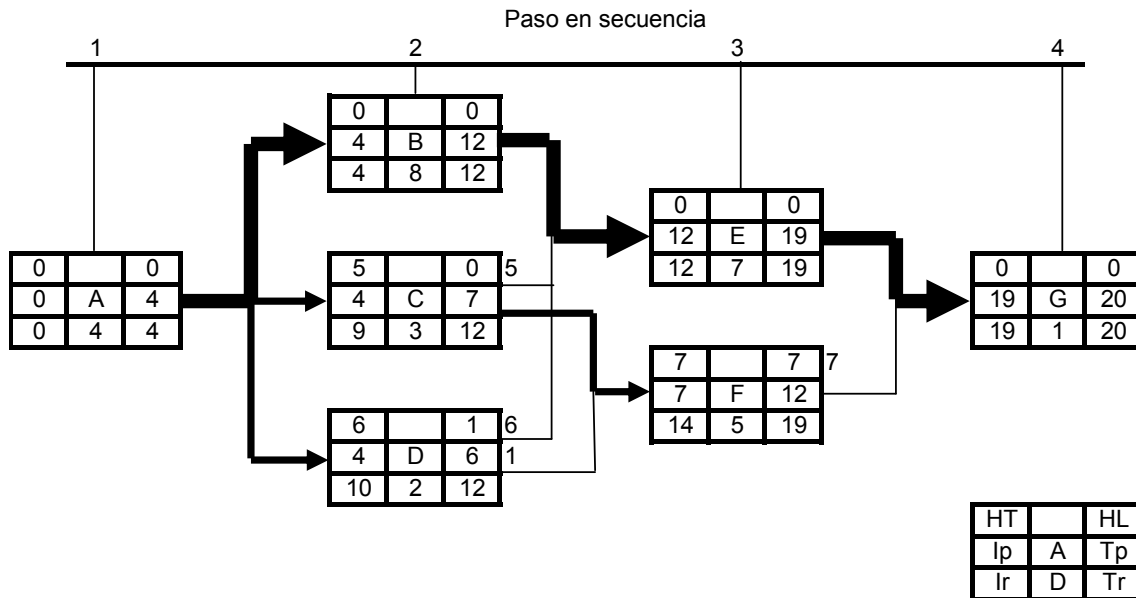 Paso en secuencia
1 2 3 4
0 0
4 B 12
4 8 12
0 0
12 E 19
12 7 19
0 0
0 A 4
0 4 4
5 0 5
4 C 7
9 3 12
0 0
19 G 20
19 1 20
7 7 7
7 F 12
14 5 19
6 1 6
4 D 6 1
10 2 12
HT HL
Ip A Tp
Ir D Tr